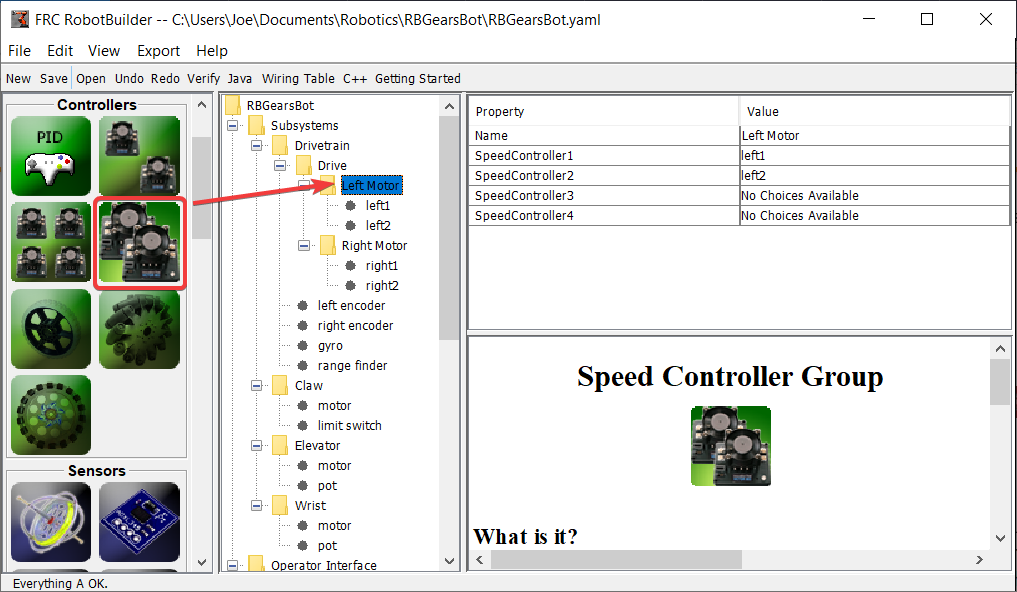 FRC RobotBuilder -- C:\Users\Joe\Documents\Robotics\RBGearsBot\RBGearsBot.yaml
File Edit View Export Help
New Save Open Undo Redo Verify Java Wiring Table C++ Getting Started
Controllers
PID
Sensors
RBGearsBot
Subsystems
Drivetrain
Drive
Left Motor
left1
left2
Right Motor
right1
right2
left encoder
right encoder
gyro
range finder
Claw
motor
limit switch
Elevator
motor
pot
Wrist
motor
pot
Operator Interface
Property Value
Name Left Motor
SpeedController1 left1
SpeedController2 left2
SpeedController3 No Choices Available
SpeedController4 No Choices Available
Speed Controller Group
What is it?
Everything A OK.